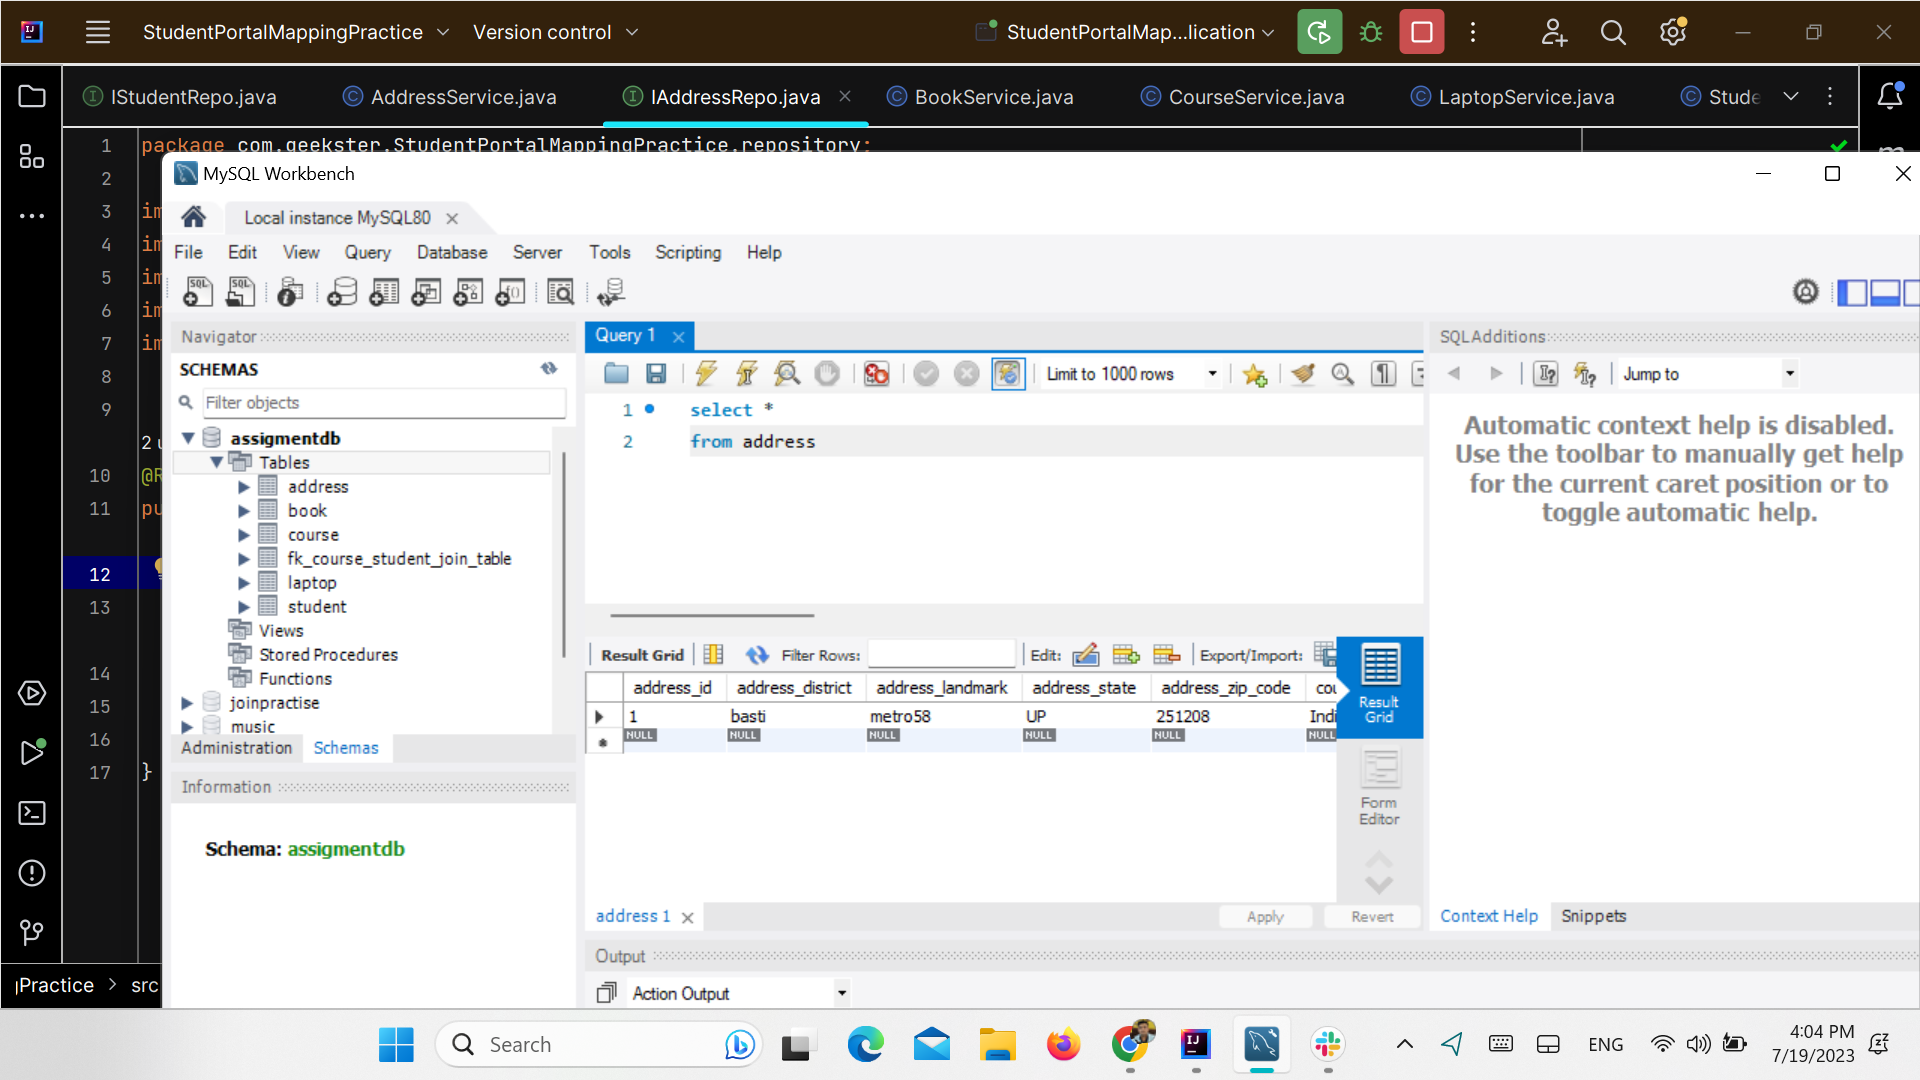 StudentPortalMappingPractice
Version control
StudentPortalMap...lication
IStudentRepo.java
AddressService.java
IAddressRepo.java
BookService.java
CourseService.java
LaptopService.java
Stude
1 package com.geekster.StudentPortalMappingPractice.repository;
2
3 im
4 im
5 im
6 im
7 im
8
9
2 u
10 @R
11 pu
12
13
14
15
16
17 }
MySQL Workbench
Local instance MySQL80
File Edit View Query Database Server Tools Scripting Help
Navigator
SCHEMAS
Filter objects
assigmentdb
Tables
address
book
course
fk_course_student_join_table
laptop
student
Views
Stored Procedures
Functions
joinpractise
music
Administration Schemas
Information
Schema: assigmentdb
Query 1
Limit to 1000 rows
1 select *
2 from address
Result Grid
Filter Rows:
Edit:
Export/Import:
address_id address_district address_landmark address_state address_zip_code cou
1 basti metro58 UP 251208 Indi
NULL NULL NULL NULL NULL NULL
Result
Grid
Form
Editor
address 1
Apply Revert
Output
Action Output
SQLAdditions
Jump to
Automatic context help is disabled.
Use the toolbar to manually get help
for the current caret position or to
toggle automatic help.
Context Help Snippets
gPractice > src
Search
ENG
4:04 PM
7/19/2023